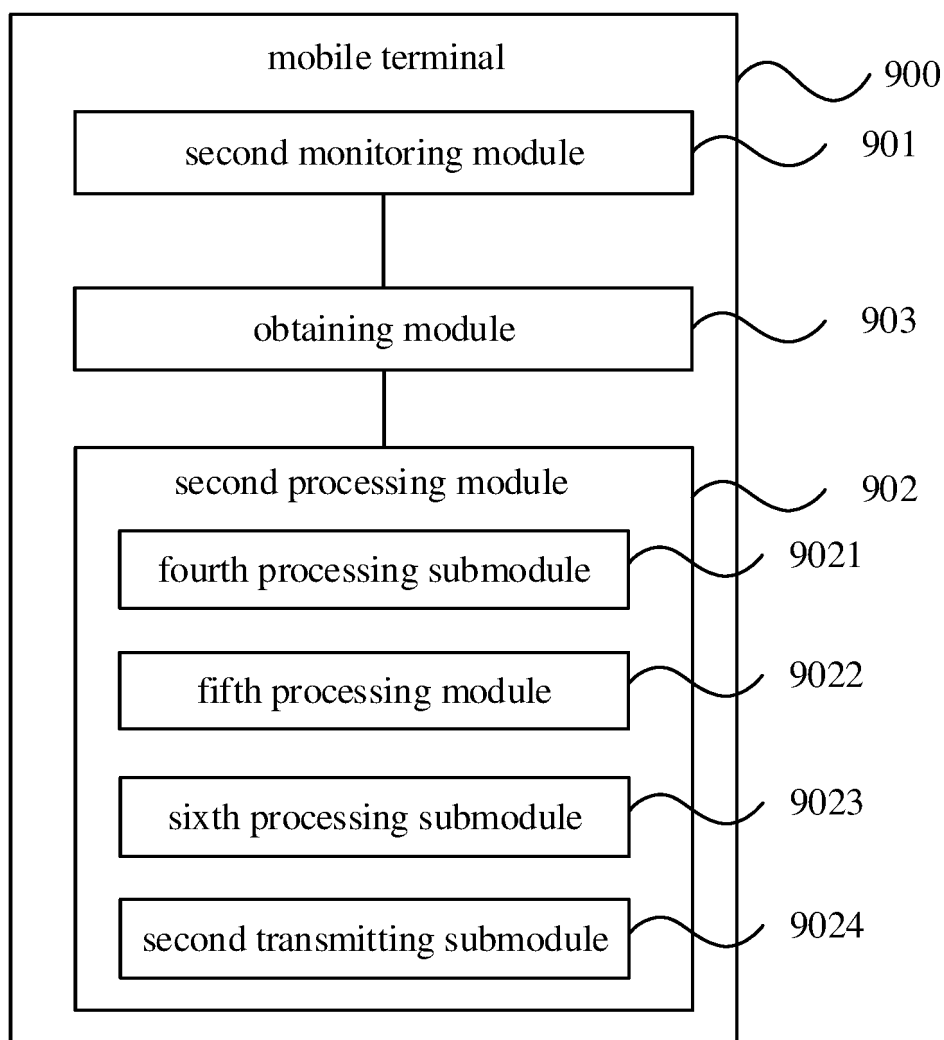 mobile terminal
900
second monitoring module
901
obtaining module
903
second processing module
902
fourth processing submodule
9021
fifth processing module
9022
sixth processing submodule
9023
second transmitting submodule
9024